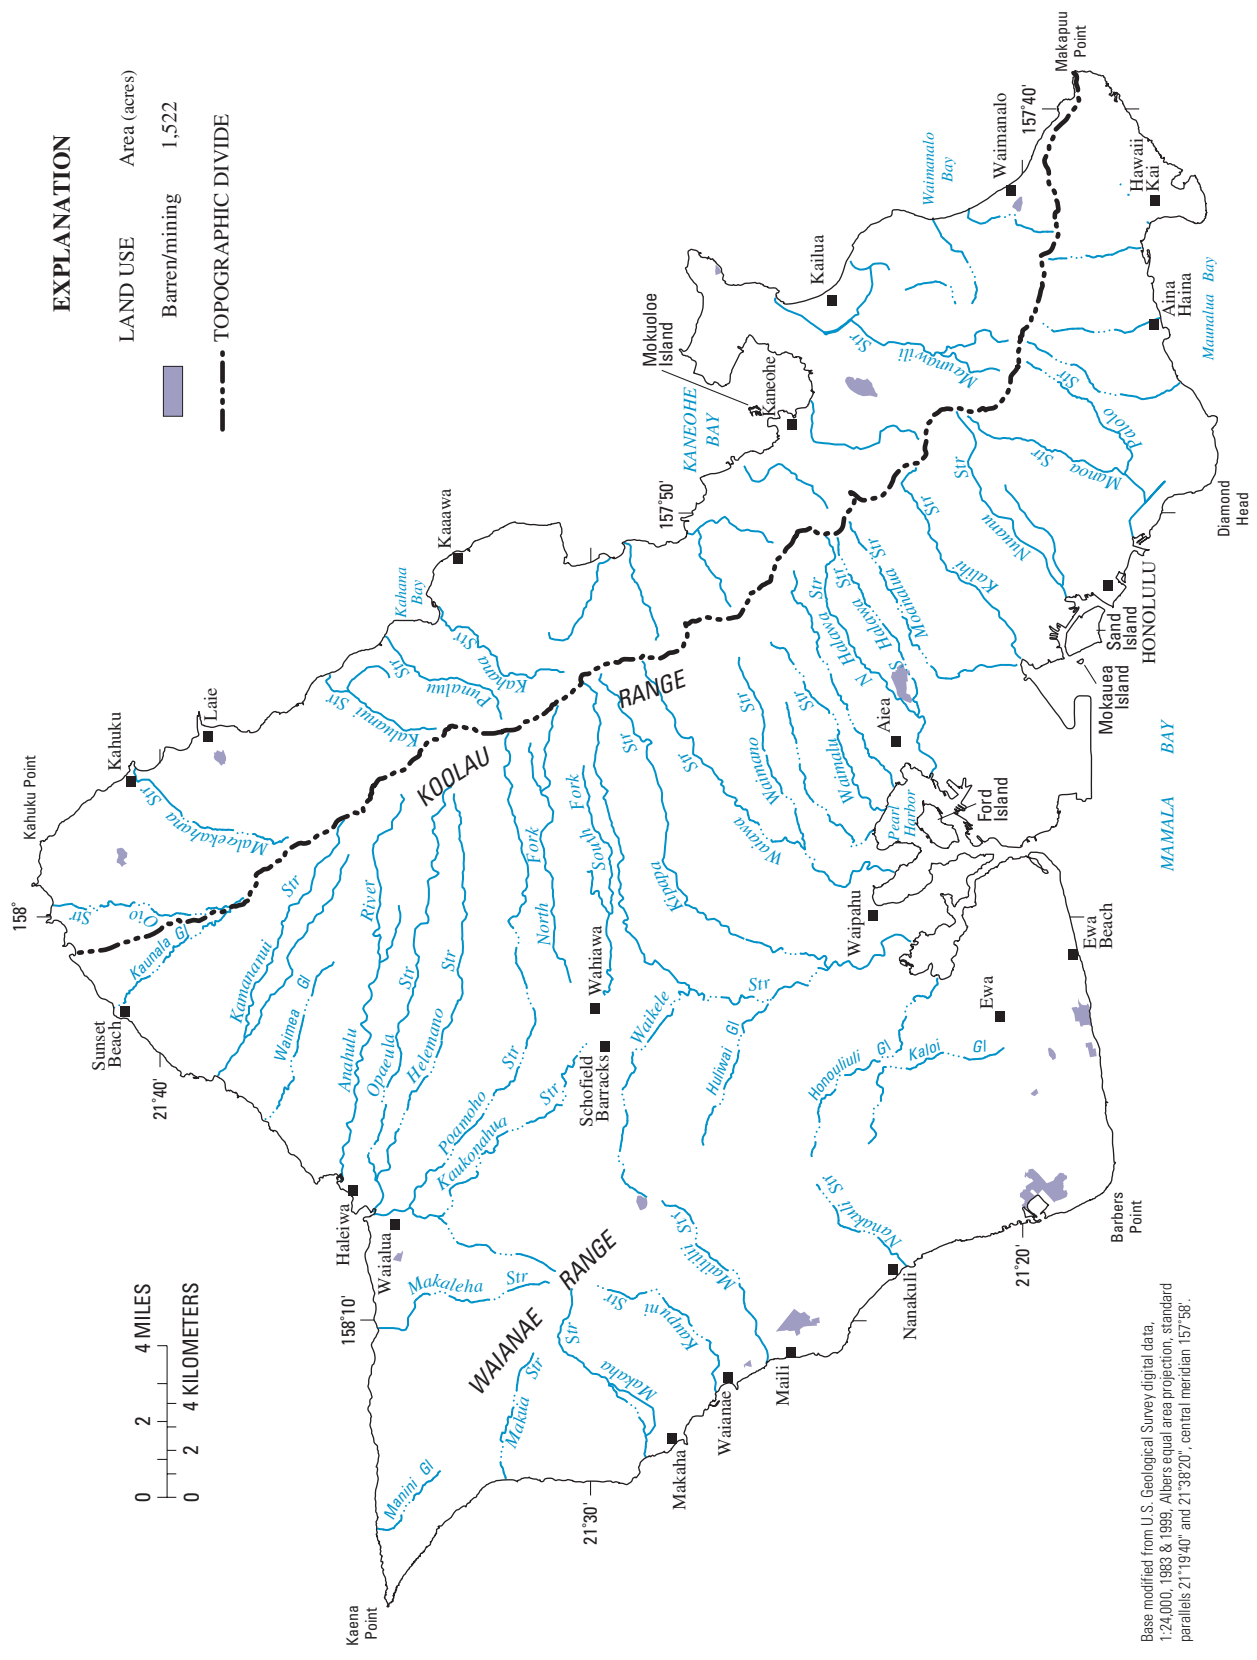 EXPLANATION
LAND USE
Area (acres)
Barren/mining
1,522
TOPOGRAPHIC DIVIDE
0 2 4 MILES
0 2 4 KILOMETERS
Kahuku Point
158°
Kahuku
Laie
Sunset
Beach
21°40'
Kaunala Gl
Oio
Str
Malaekahana
Str
Kamananui
Str
Waimea Gl
Anahulu
River
Opaeula
Str
Helemano
Str
Poamoho
Str
Kaukonahua
Str
North
Fork
South
Fork
Str
KOOLAU
RANGE
Kaluanui
Str
Punaluu
Str
Kahana
Str
Kahana
Bay
Kaaawa
157°50'
KANEOHE
BAY
Mokuoloe
Island
Kaneohe
Kailua
Waimanalo
Bay
Waimanalo
157°40'
Makapuu
Point
Hawaii
Kai
Aina
Haina
Maunalua Bay
Maunawili
Str
Palolo
Str
Manoa
Str
Nuuanu
Str
Kalihi
Str
Moanalua Str
S Halawa Str
N Halawa Str
Diamond
Head
HONOLULU
Sand
Island
Mokauea
Island
MAMALA BAY
Aiea
Pearl
Harbor
Ford
Island
Waimalu
Str
Waimano
Str
Waiawa
Str
Kipapa
Waipahu
Wahiawa
Schofield
Barracks
Waikele
Str
Huliwai Gl
Honouliuli Gl
Kaloi Gl
Ewa
Ewa
Beach
Barbers
Point
21°20'
Nanakuli
Str
Nanakuli
Maili
Mailiilii
Str
Waianae
Kaupuni
Str
Makaha
Makaha
Str
Makua
Str
WAIANAE
RANGE
Makaleha
Str
Manini Gl
Haleiwa
Waialua
158°10'
21°30'
Kaena
Point
Base modified from U.S. Geological Survey digital data,
1:24,000, 1983 & 1999, Albers equal area projection, standard
parallels 21°19'40" and 21°38'20", central meridian 157°58'.